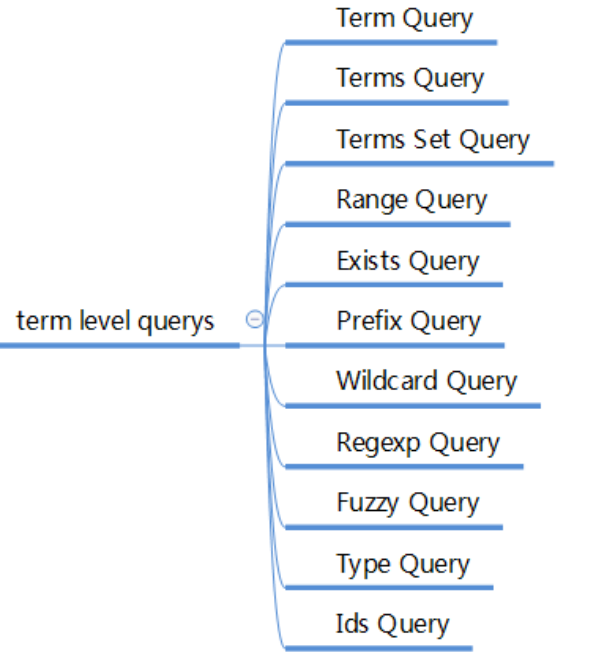 Term Query
Terms Query
Terms Set Query
Range Query
Exists Query
term level querys
Prefix Query
Wildcard Query
Regexp Query
Fuzzy Query
Type Query
Ids Query